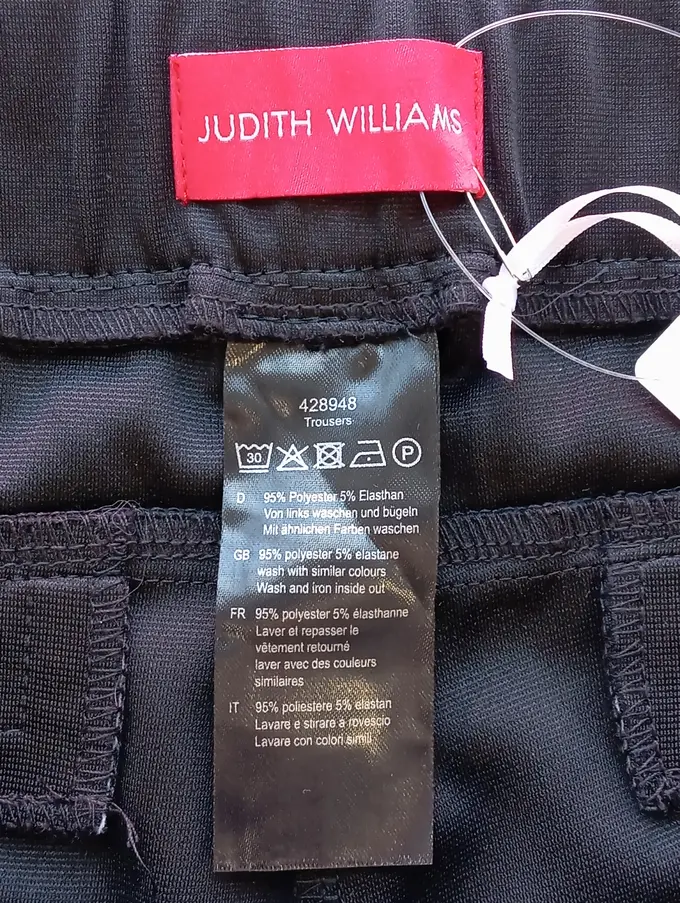 JUDITH WILLIAMS
428948
Trousers
30
P
D 95% Polyester 5% Elasthan
Von links waschen und bügeln
Mit ähnlichen Farben waschen
GB 95% polyester 5% elastane
wash with similar colours
Wash and iron inside out
FR 95% polyester 5% élasthanne
Laver et repasser le
vêtement retourné
laver avec des couleurs
similaires
IT 95% poliestere 5% elastan
Lavare e stirare a rovescio
Lavare con colori simili